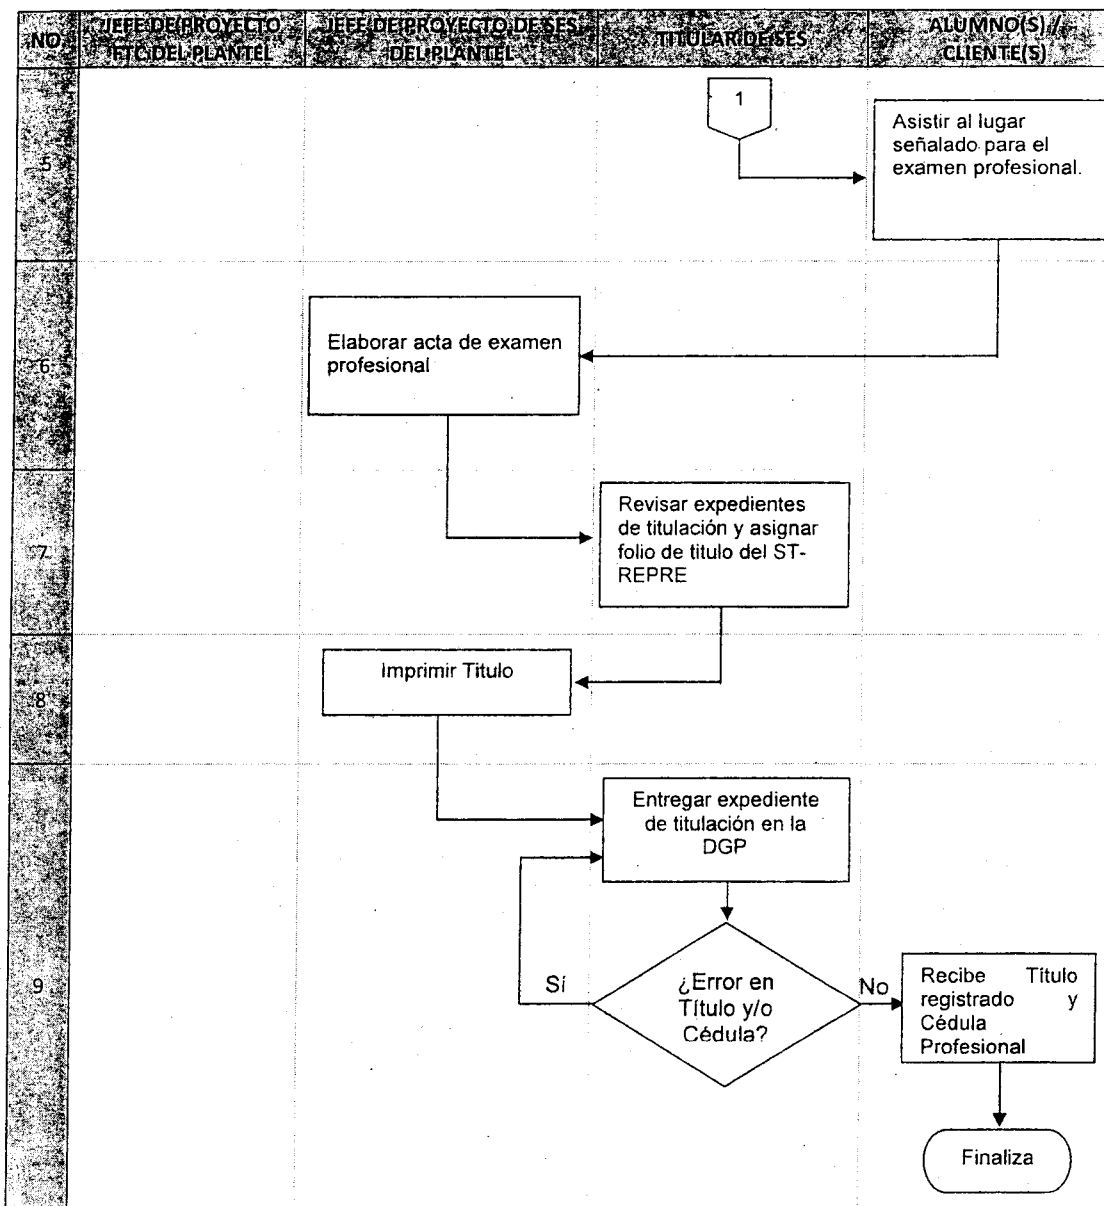 NO
JEFE DE PROYECTO
FTC DEL PLANTEL
JEFE DE PROYECTO DE SES
DEL PLANTEL
TITULAR DE SES
ALUMNO(S) /
CLIENTE(S)
1
5
Asistir al lugar
señalado para el
examen profesional.
6
Elaborar acta de examen
profesional
7
Revisar expedientes
de titulación y asignar
folio de titulo del ST-
REPRE
8
Imprimir Titulo
Entregar expediente
de titulación en la
DGP
9
Sí
¿Error en
Título y/o
Cédula?
No
Recibe Título
registrado y
Cédula
Profesional
Finaliza